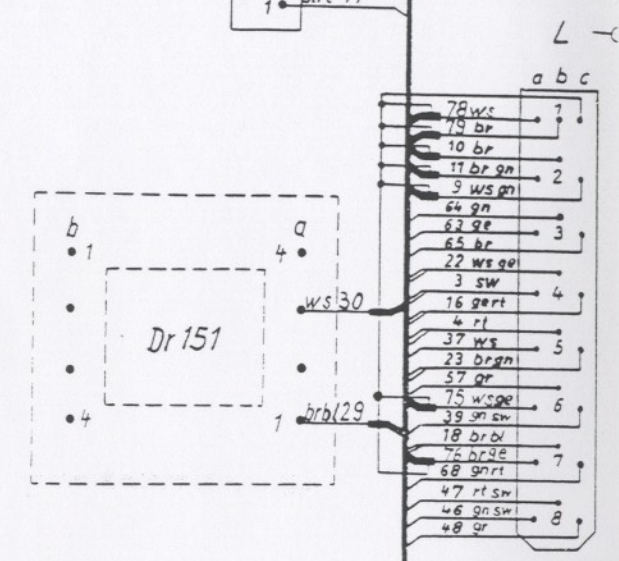 1
L
a b c
78 ws 1
79 br
10 br
11 br gn 2
9 ws gn
64 gn
63 ge 3
65 br
22 ws ge
3 sw 4
16 ge rt
4 rt
37 ws 5
23 br gn
57 gr
75 ws ge 6
39 gn sw
18 br bl
76 br ge 7
68 gn rt
47 rt sw
46 gn sw 8
48 gr
b a
1 4
ws 30
Dr 151
4 1 brbl 29